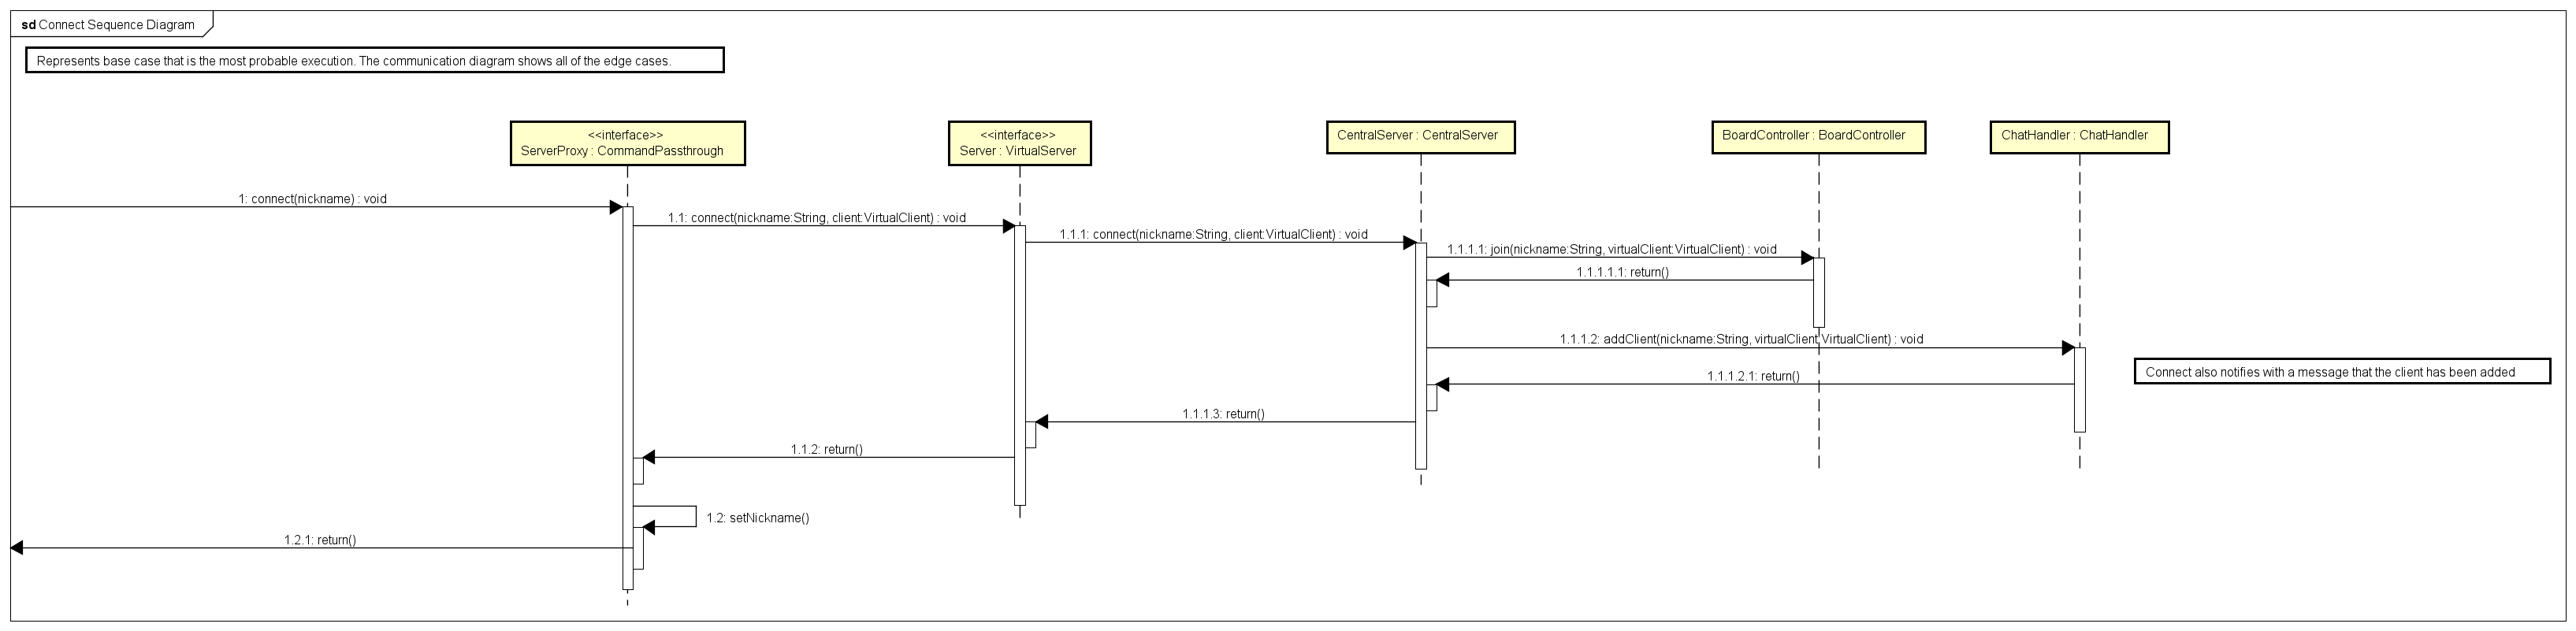 sd Connect Sequence Diagram
Represents base case that is the most probable execution. The communication diagram shows all of the edge cases.
<<interface>>
ServerProxy : CommandPassthrough
<<interface>>
Server : VirtualServer
CentralServer : CentralServer
BoardController : BoardController
ChatHandler : ChatHandler
1: connect(nickname) : void
1.1: connect(nickname:String, client:VirtualClient) : void
1.1.1: connect(nickname:String, client:VirtualClient) : void
1.1.1.1: join(nickname:String, virtualClient:VirtualClient) : void
1.1.1.1.1: return()
1.1.1.2: addClient(nickname:String, virtualClient:VirtualClient) : void
Connect also notifies with a message that the client has been added
1.1.1.2.1: return()
1.1.1.3: return()
1.1.2: return()
1.2: setNickname()
1.2.1: return()